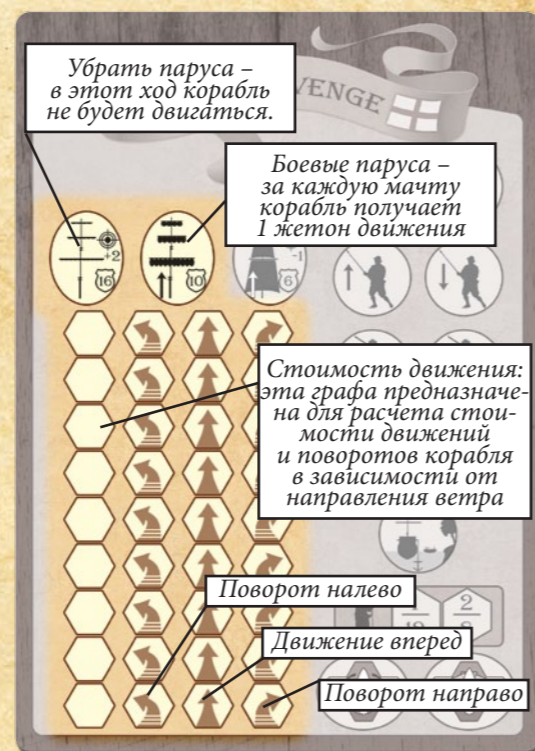 VENGE
Убрать паруса –
в этот ход корабль
не будет двигаться.
Боевые паруса –
за каждую мачту
корабль получает
1 жетон движения
+2
16
10
-1
6
Стоимость движения:
эта графа предназначе-
на для расчета стои-
мости движений
и поворотов корабля
в зависимости от
направления ветра
2
Поворот налево
Движение вперед
Поворот направо